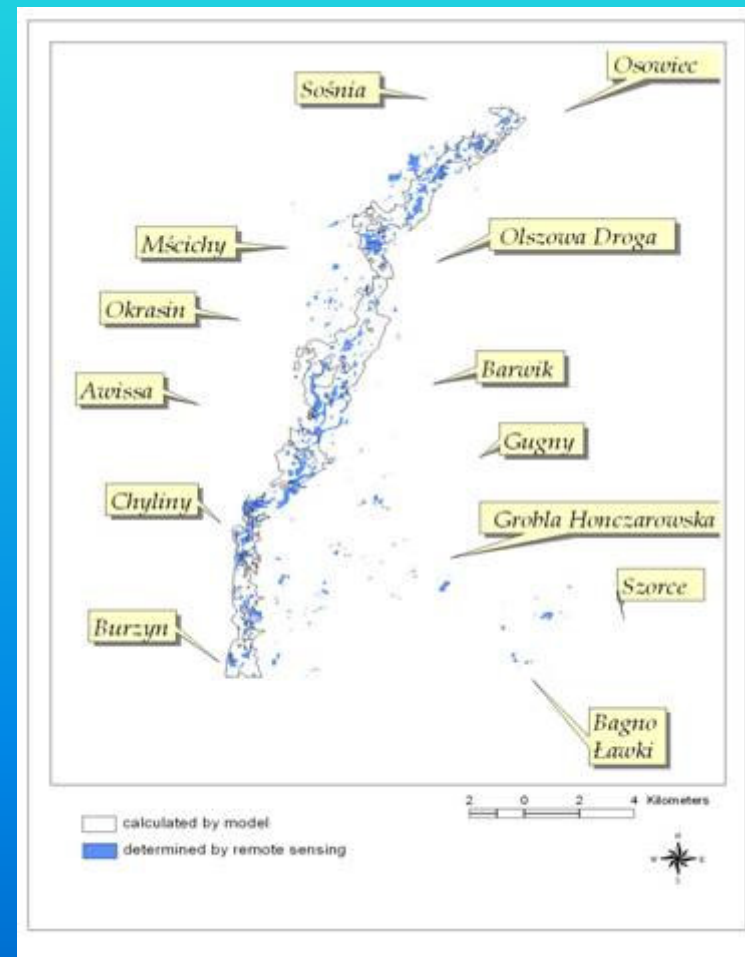 Osowiec
Sośnia
Mścichy
Olszowa Droga
Okrasin
Barwik
Awissa
Gugny
Chyliny
Grobla Honczarowska
Szorce
Burzyn
Bagno
Ławki
2 0 2 4 Kilometers
calculated by model
determined by remote sensing
N
W E
S